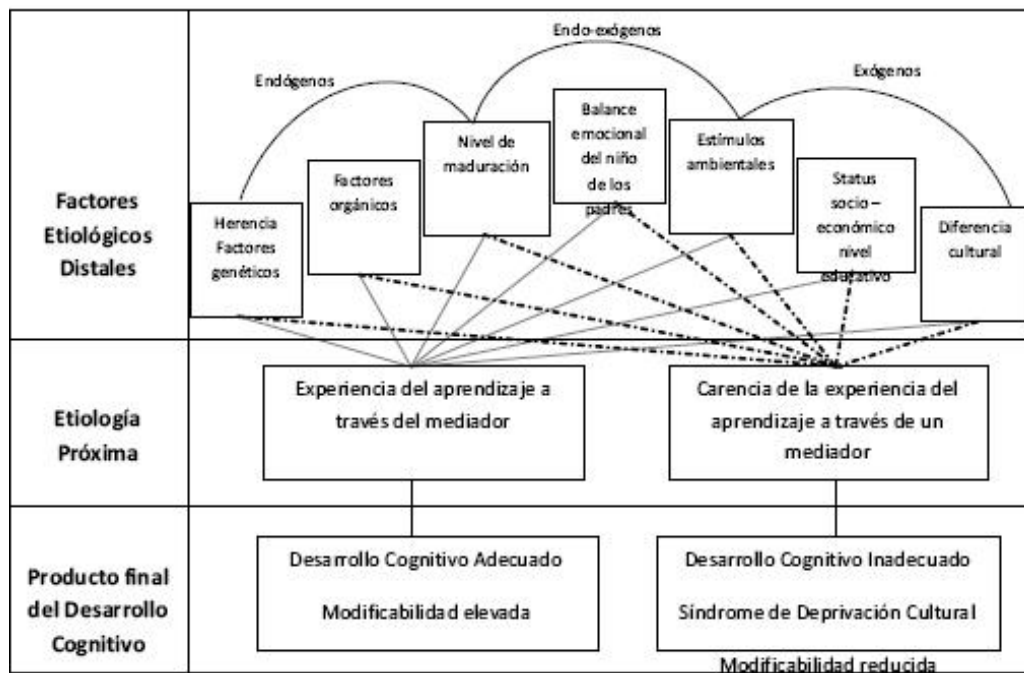 Endo-exógenos
Endógenos
Exógenos
Factores
Etiológicos
Distales
Herencia
Factores
genéticos
Factores
orgánicos
Nivel de
maduración
Balance
emocional
del niño
de los
padres
Estímulos
ambientales
Status
socio –
económico
nivel
educativo
Diferencia
cultural
Etiología
Próxima
Experiencia del aprendizaje a
través del mediador
Carencia de la experiencia del
aprendizaje a través de un
mediador
Producto final
del Desarrollo
Cognitivo
Desarrollo Cognitivo Adecuado
Modificabilidad elevada
Desarrollo Cognitivo Inadecuado
Síndrome de Deprivación Cultural
Modificabilidad reducida